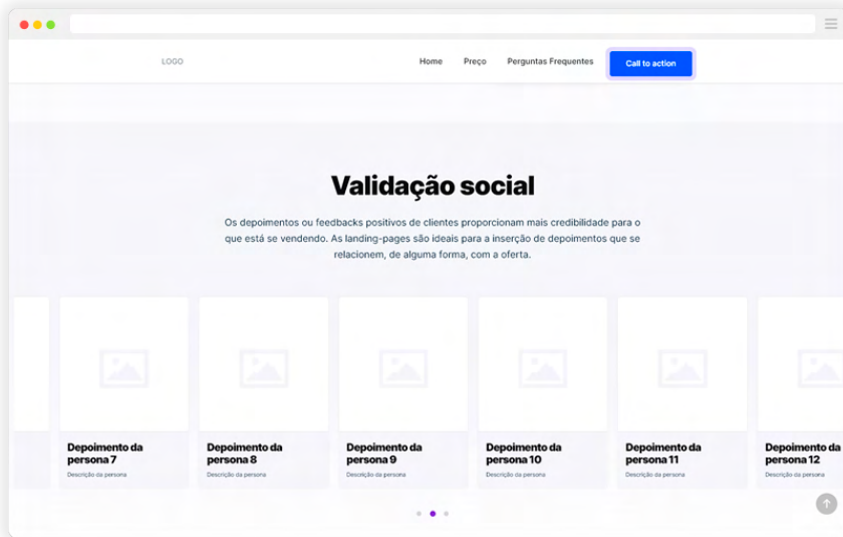 LOGO
Home
Preço
Perguntas Frequentes
Call to action
Validação social
Os depoimentos ou feedbacks positivos de clientes proporcionam mais credibilidade para o
que está se vendendo. As landing-pages são ideais para a inserção de depoimentos que se
relacionem, de alguma forma, com a oferta.
Depoimento da
persona 7
Descrição da persona
Depoimento da
persona 8
Descrição da persona
Depoimento da
persona 9
Descrição da persona
Depoimento da
persona 10
Descrição da persona
Depoimento da
persona 11
Descrição da persona
Depoimento da
persona 12
Descrição da persona